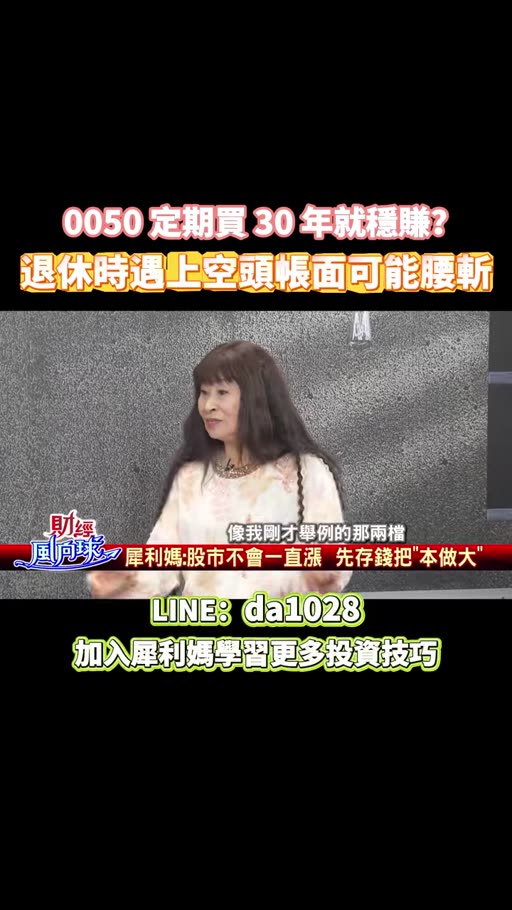 0050 定期買 30 年就穩賺？
退休時遇上空頭帳面可能腰斬
像我剛才舉例的那兩檔
財經
風向球
犀利媽:股市不會一直漲 先存錢把"本做大"
LINE：da1028
加入犀利媽學習更多投資技巧